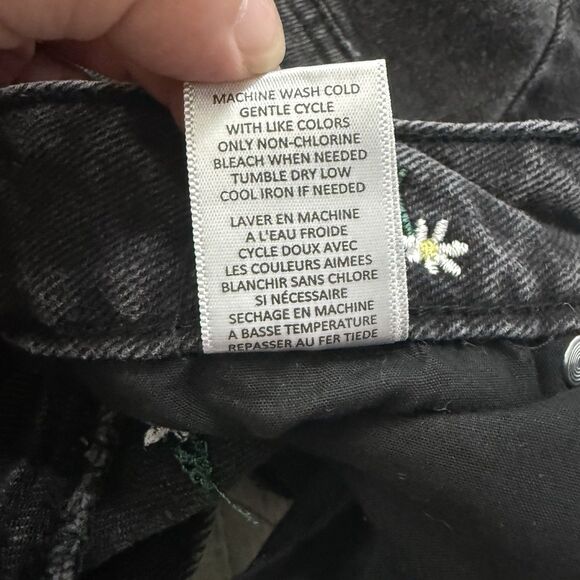 MACHINE WASH COLD
GENTLE CYCLE
WITH LIKE COLORS
ONLY NON-CHLORINE
BLEACH WHEN NEEDED
TUMBLE DRY LOW
COOL IRON IF NEEDED
LAVER EN MACHINE
A L'EAU FROIDE
CYCLE DOUX AVEC
LES COULEURS AIMEES
BLANCHIR SANS CHLORE
SI NÉCESSAIRE
SECHAGE EN MACHINE
A BASSE TEMPERATURE
REPASSER AU FER TIEDE